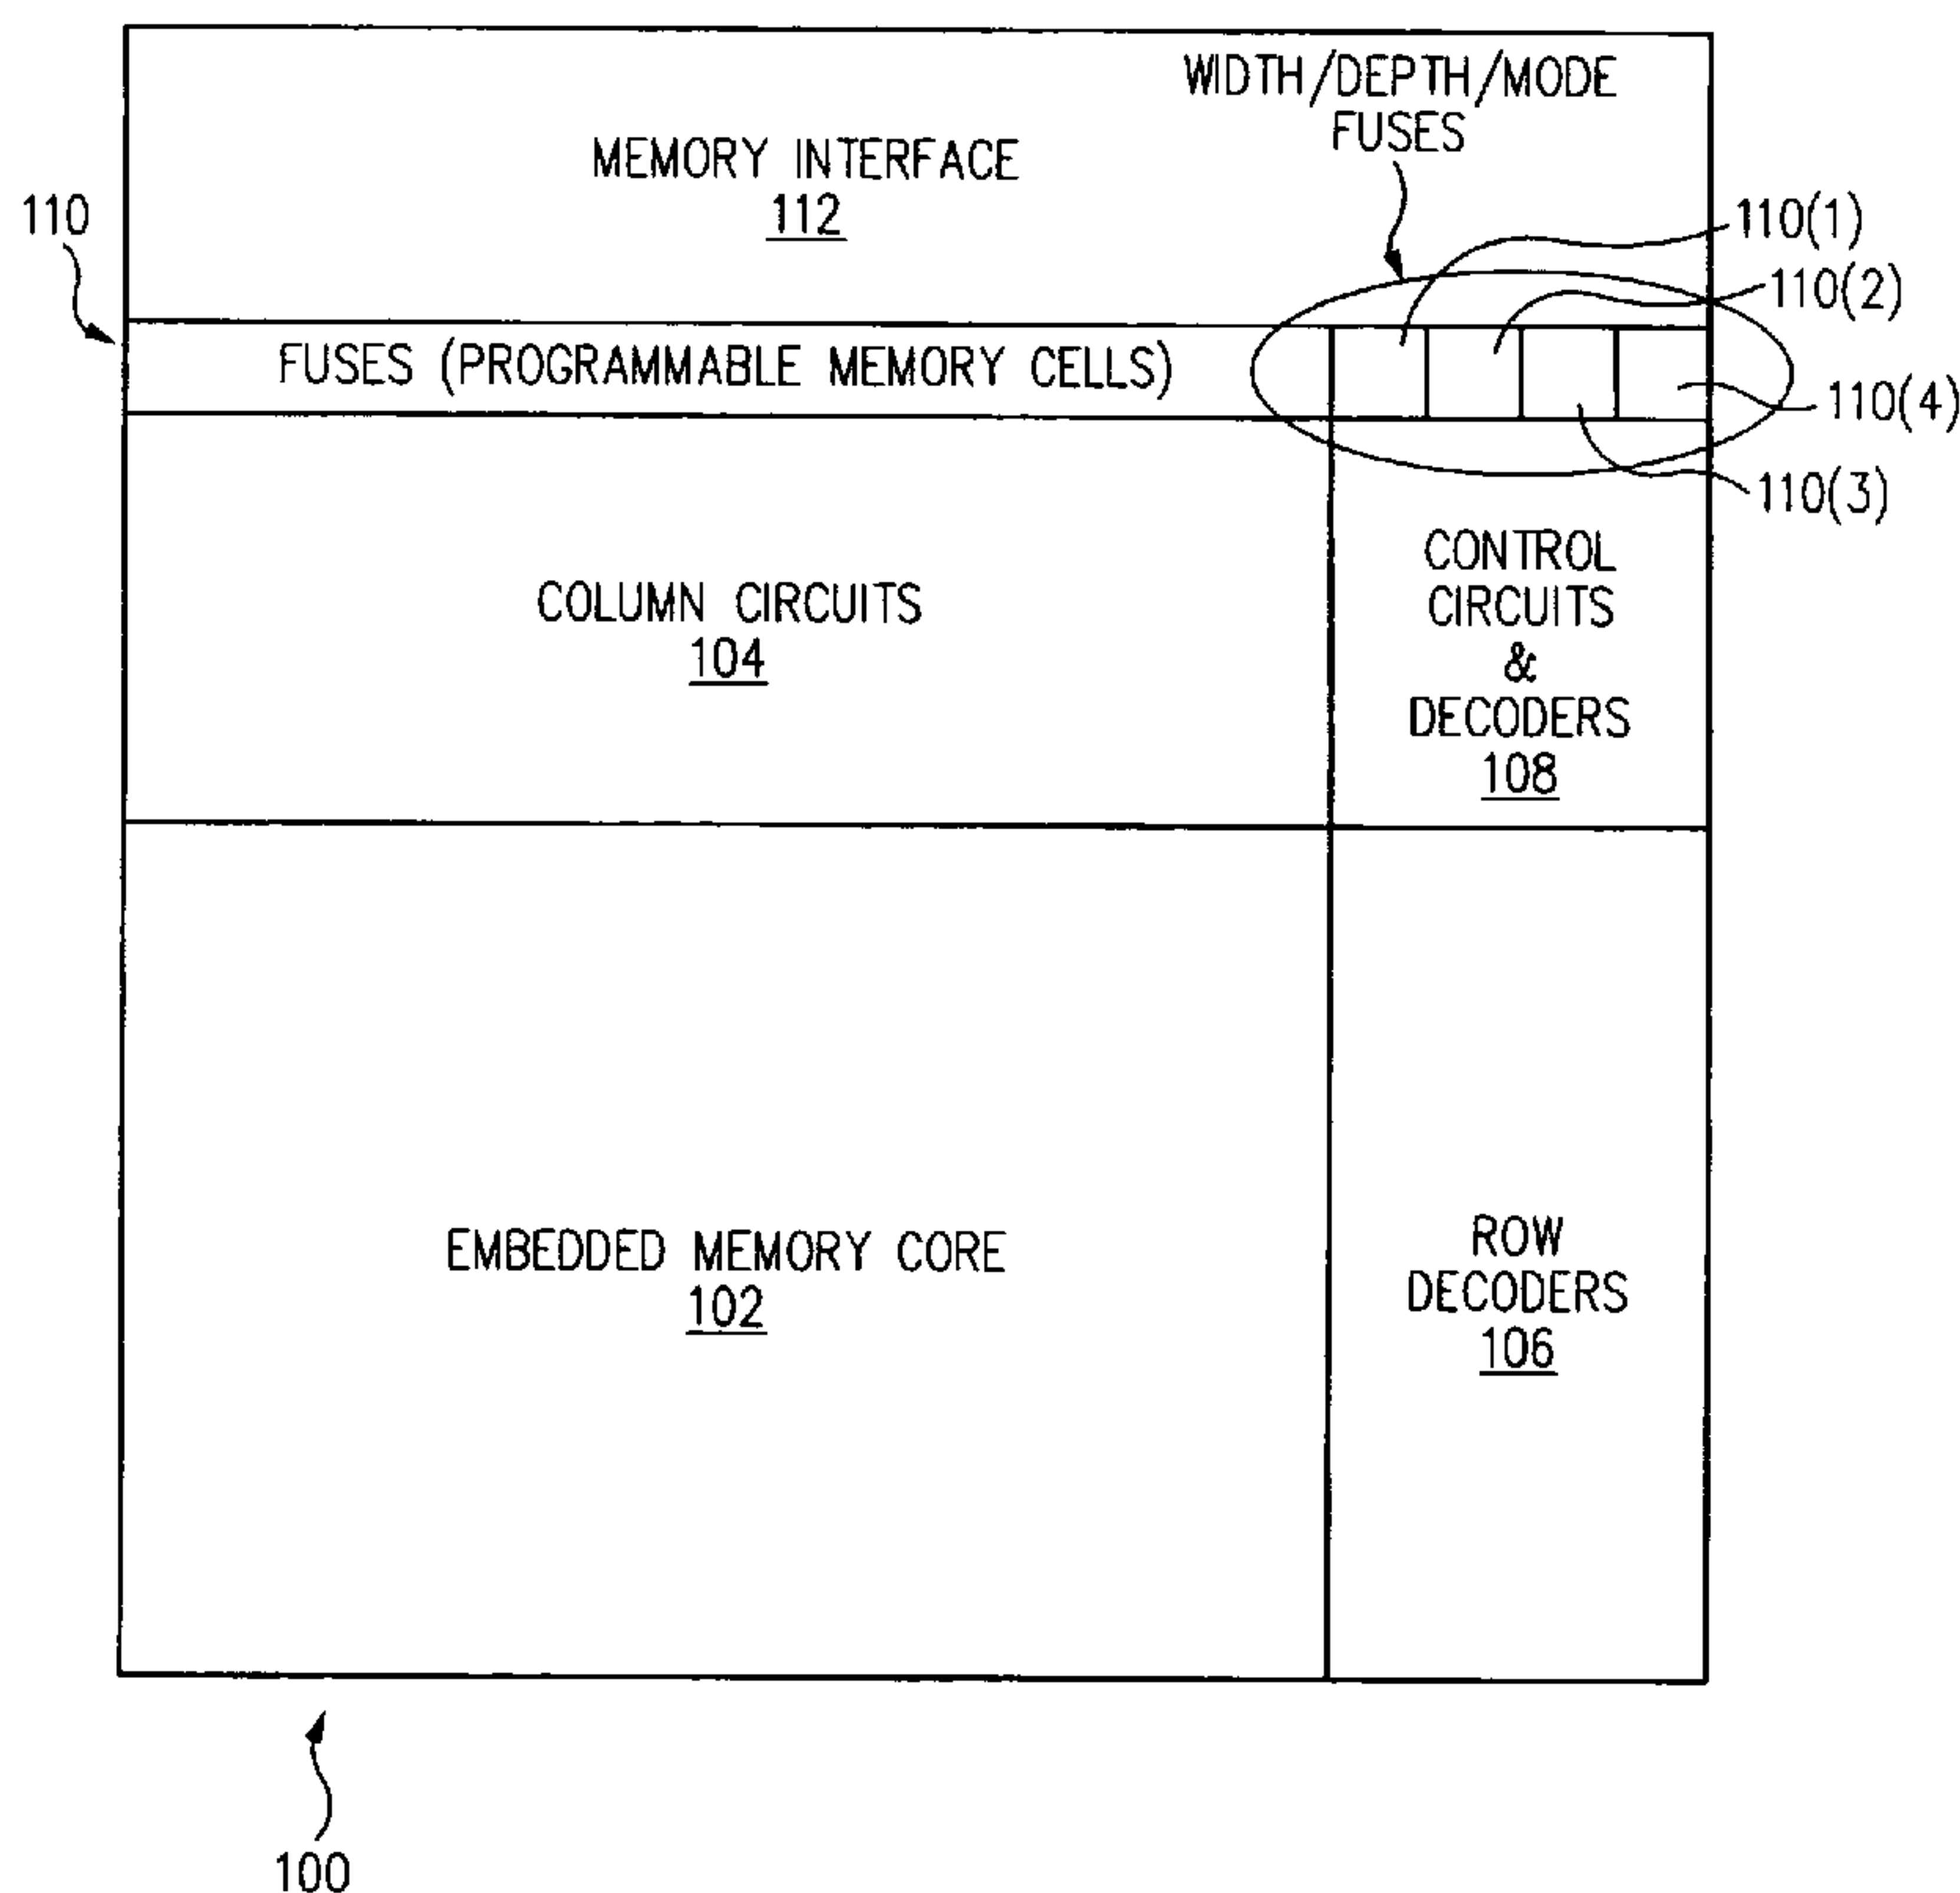 WIDTH/DEPTH/MODE
FUSES
MEMORY INTERFACE
112
110
110(1)
110(2)
FUSES (PROGRAMMABLE MEMORY CELLS)
110(4)
110(3)
COLUMN CIRCUITS
104
CONTROL
CIRCUITS
&
DECODERS
108
EMBEDDED MEMORY CORE
102
ROW
DECODERS
106
100